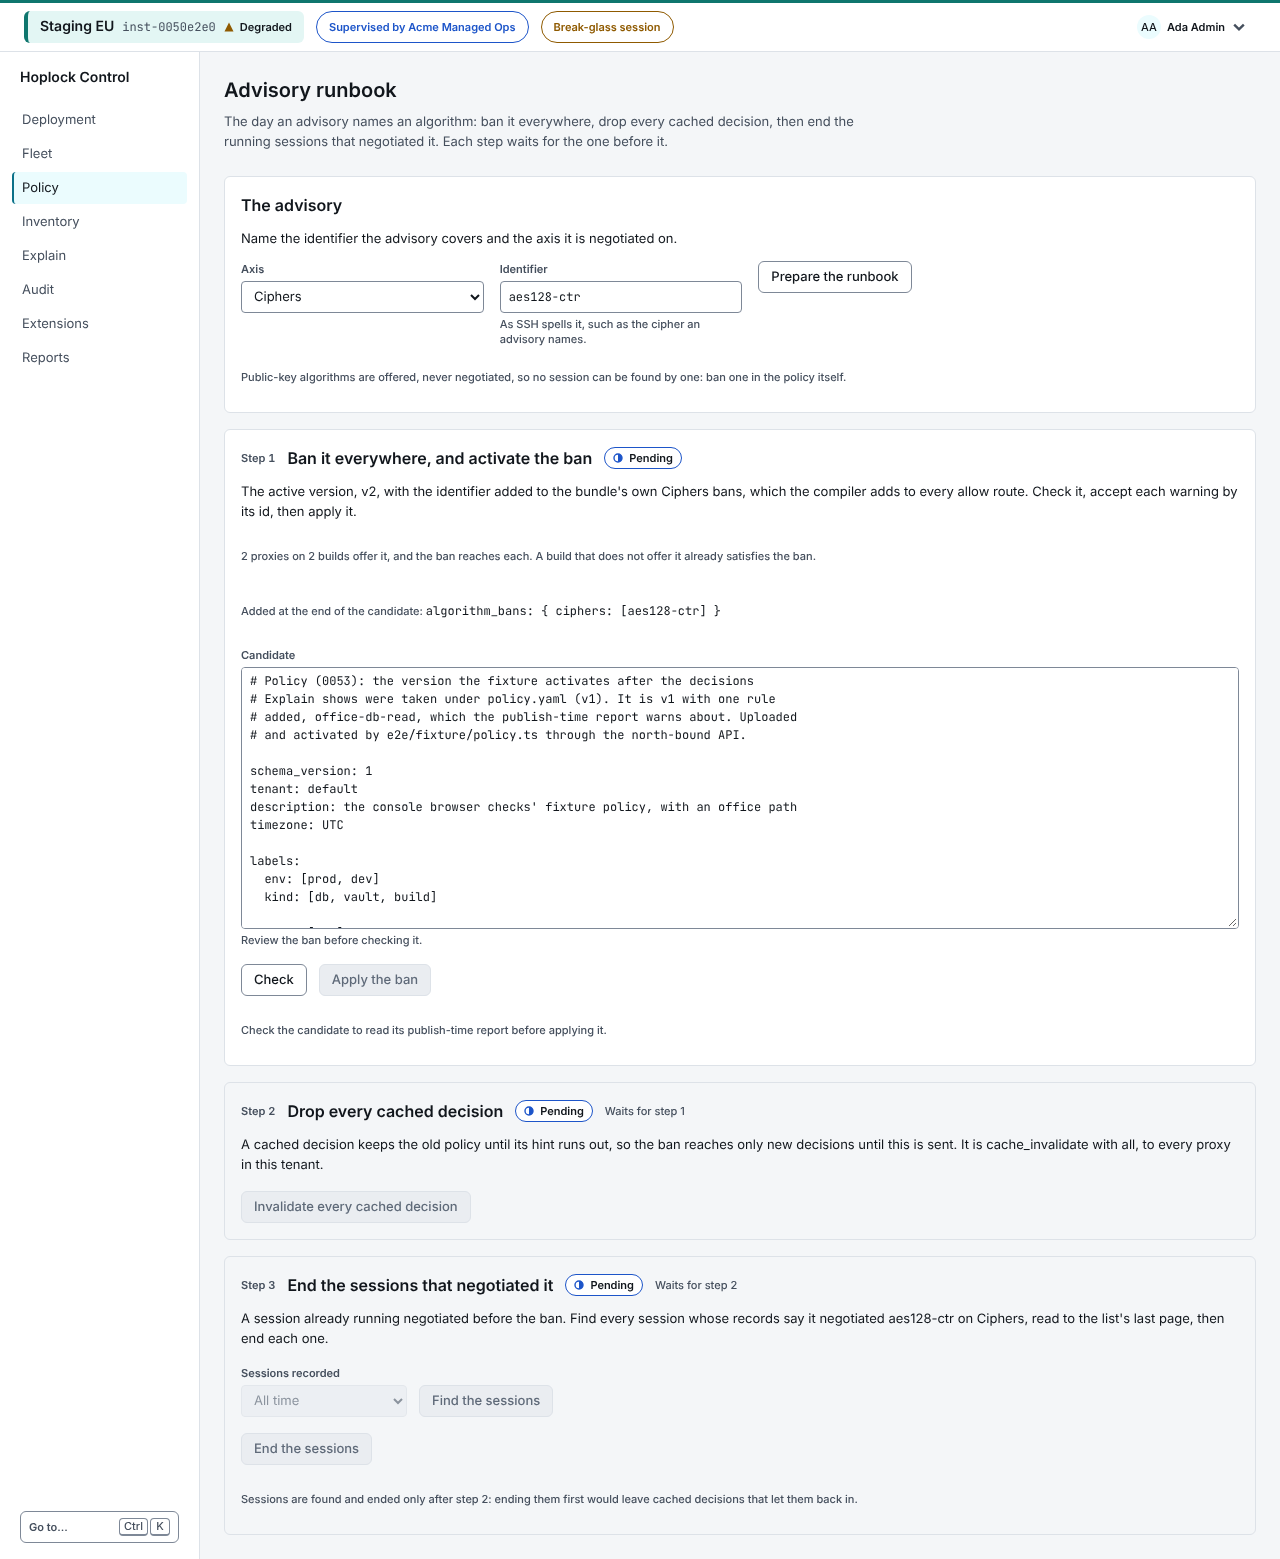 Staging EU inst-0050e2e0 Degraded Supervised by Acme Managed Ops Break-glass session AA Ada Admin
Hoplock Control
Deployment
Fleet
Policy
Inventory
Explain
Audit
Extensions
Reports
Go to... Ctrl K
Advisory runbook
The day an advisory names an algorithm: ban it everywhere, drop every cached decision, then end the
running sessions that negotiated it. Each step waits for the one before it.
The advisory
Name the identifier the advisory covers and the axis it is negotiated on.
Axis
Ciphers
Identifier
aes128-ctr
As SSH spells it, such as the cipher an
advisory names.
Prepare the runbook
Public-key algorithms are offered, never negotiated, so no session can be found by one: ban one in the policy itself.
Step 1 Ban it everywhere, and activate the ban Pending
The active version, v2, with the identifier added to the bundle's own Ciphers bans, which the compiler adds to every allow route. Check it, accept each warning by
its id, then apply it.
2 proxies on 2 builds offer it, and the ban reaches each. A build that does not offer it already satisfies the ban.
Added at the end of the candidate: algorithm_bans: { ciphers: [aes128-ctr] }
Candidate
# Policy (0053): the version the fixture activates after the decisions
# Explain shows were taken under policy.yaml (v1). It is v1 with one rule
# added, office-db-read, which the publish-time report warns about. Uploaded
# and activated by e2e/fixture/policy.ts through the north-bound API.
schema_version: 1
tenant: default
description: the console browser checks' fixture policy, with an office path
timezone: UTC
labels:
env: [prod, dev]
kind: [db, vault, build]
Review the ban before checking it.
Check Apply the ban
Check the candidate to read its publish-time report before applying it.
Step 2 Drop every cached decision Pending Waits for step 1
A cached decision keeps the old policy until its hint runs out, so the ban reaches only new decisions until this is sent. It is cache_invalidate with all, to every proxy
in this tenant.
Invalidate every cached decision
Step 3 End the sessions that negotiated it Pending Waits for step 2
A session already running negotiated before the ban. Find every session whose records say it negotiated aes128-ctr on Ciphers, read to the list's last page, then
end each one.
Sessions recorded
All time Find the sessions
End the sessions
Sessions are found and ended only after step 2: ending them first would leave cached decisions that let them back in.